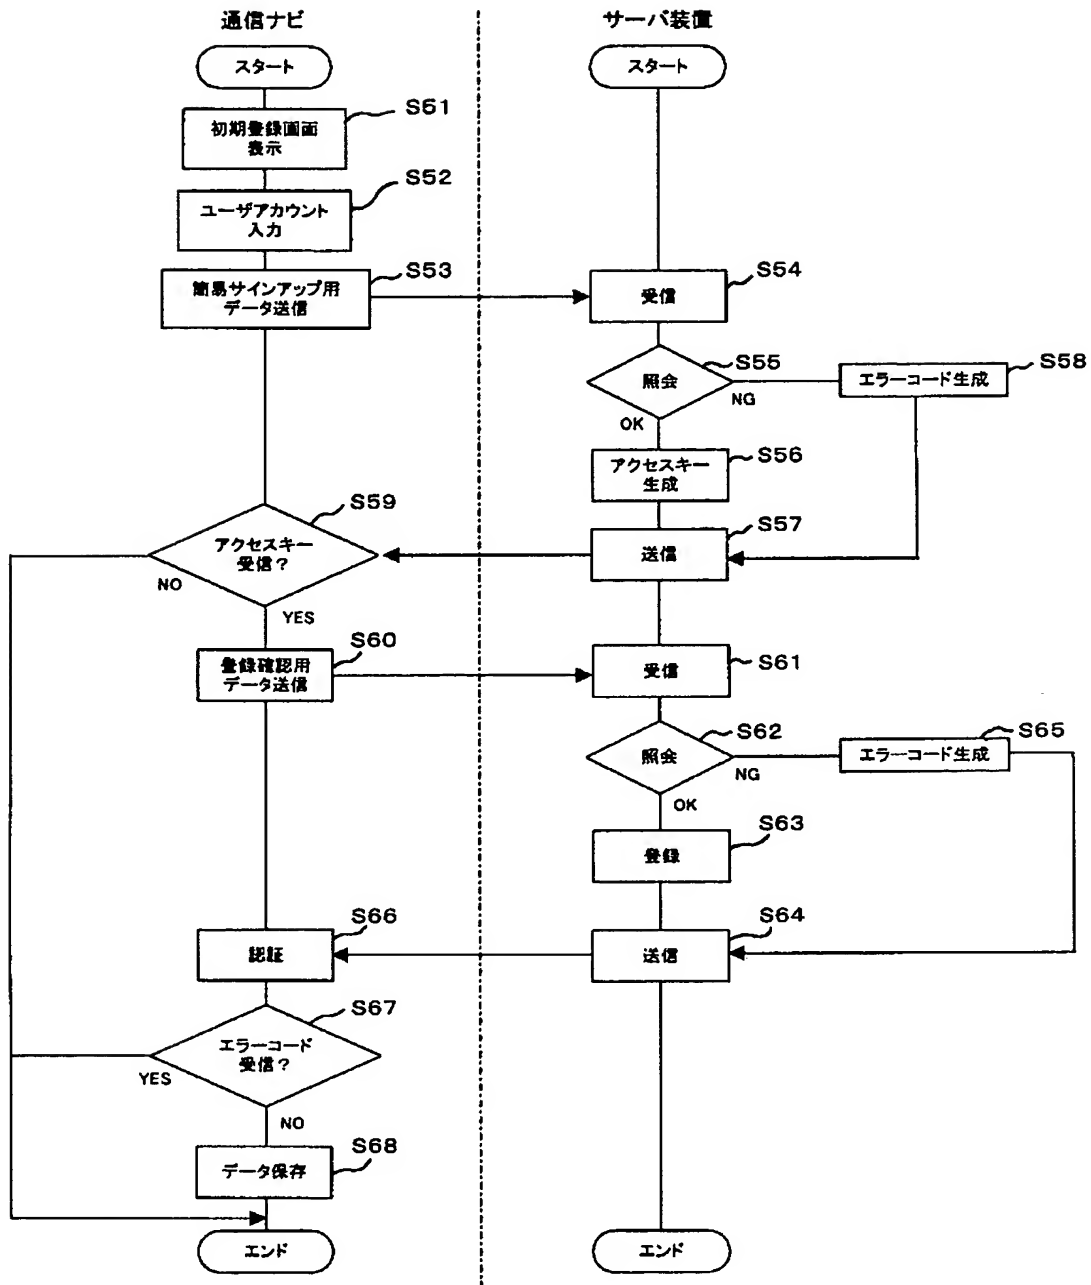 通信ナビ
サーバ装置
スタート
スタート
S51
初期登録画面
表示
S52
ユーザアカウント
入力
S53
簡易サインアップ用
データ送信
S54
受信
S55
照会
NG
OK
S58
エラーコード生成
S56
アクセスキー
生成
S57
送信
S59
アクセスキー
受信?
NO
YES
S60
登録確認用
データ送信
S61
受信
S62
照会
NG
OK
S65
エラーコード生成
S63
登録
S64
送信
S66
認証
S67
エラーコード
受信?
YES
NO
S68
データ保存
エンド
エンド